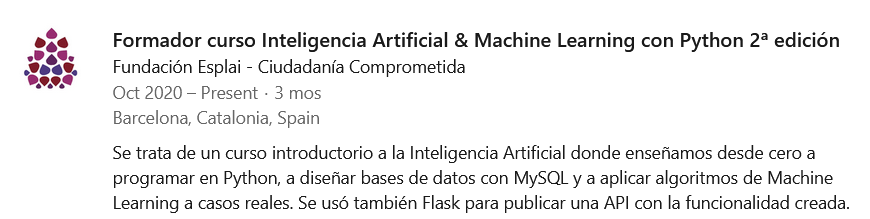 Formador curso Inteligencia Artificial & Machine Learning con Python 2ª edición
Fundación Esplai - Ciudadanía Comprometida
Oct 2020 – Present · 3 mos
Barcelona, Catalonia, Spain
Se trata de un curso introductorio a la Inteligencia Artificial donde enseñamos desde cero a
programar en Python, a diseñar bases de datos con MySQL y a aplicar algoritmos de Machine
Learning a casos reales. Se usó también Flask para publicar una API con la funcionalidad creada.